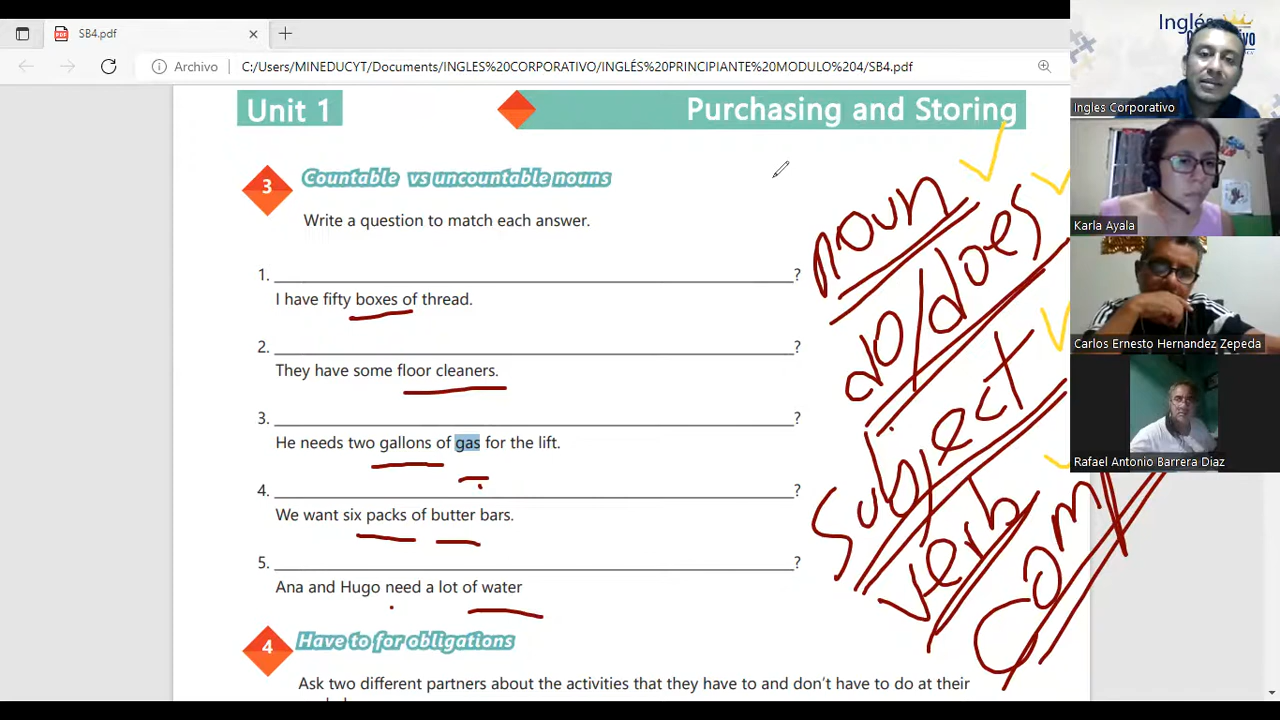 SB4.pdf
Archivo C:/Users/MINEDUCYT/Documents/INGLES%20CORPORATIVO/INGLÉS%20PRINCIPIANTE%20MODULO%204/SB4.pdf
Unit 1
Purchasing and Storing
3 Countable vs uncountable nouns
Write a question to match each answer.
1. ?
I have fifty boxes of thread.
2. ?
They have some floor cleaners.
3. ?
He needs two gallons of gas for the lift.
4. ?
We want six packs of butter bars.
5. ?
Ana and Hugo need a lot of water
4 Have to for obligations
Ask two different partners about the activities that they have to and don't have to do at their
noun
do/does
subject
verb
Com
Inglés
Ingles Corporativo
Karla Ayala
Carlos Ernesto Hernandez Zepeda
Rafael Antonio Barrera Diaz